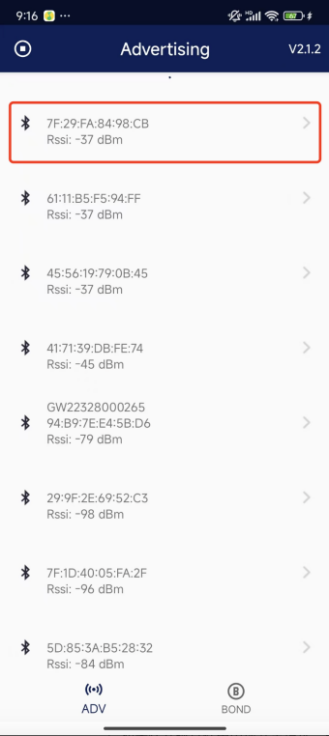 9:16
Advertising
V2.1.2
7F:29:FA:84:98:CB
Rssi: -37 dBm
61:11:B5:F5:94:FF
Rssi: -37 dBm
45:56:19:79:0B:45
Rssi: -37 dBm
41:71:39:DB:FE:74
Rssi: -45 dBm
GW22328000265
94:B9:7E:E4:5B:D6
Rssi: -79 dBm
29:9F:2E:69:52:C3
Rssi: -98 dBm
7F:1D:40:05:FA:2F
Rssi: -96 dBm
5D:85:3A:B5:28:32
Rssi: -84 dBm
ADV
B
BOND